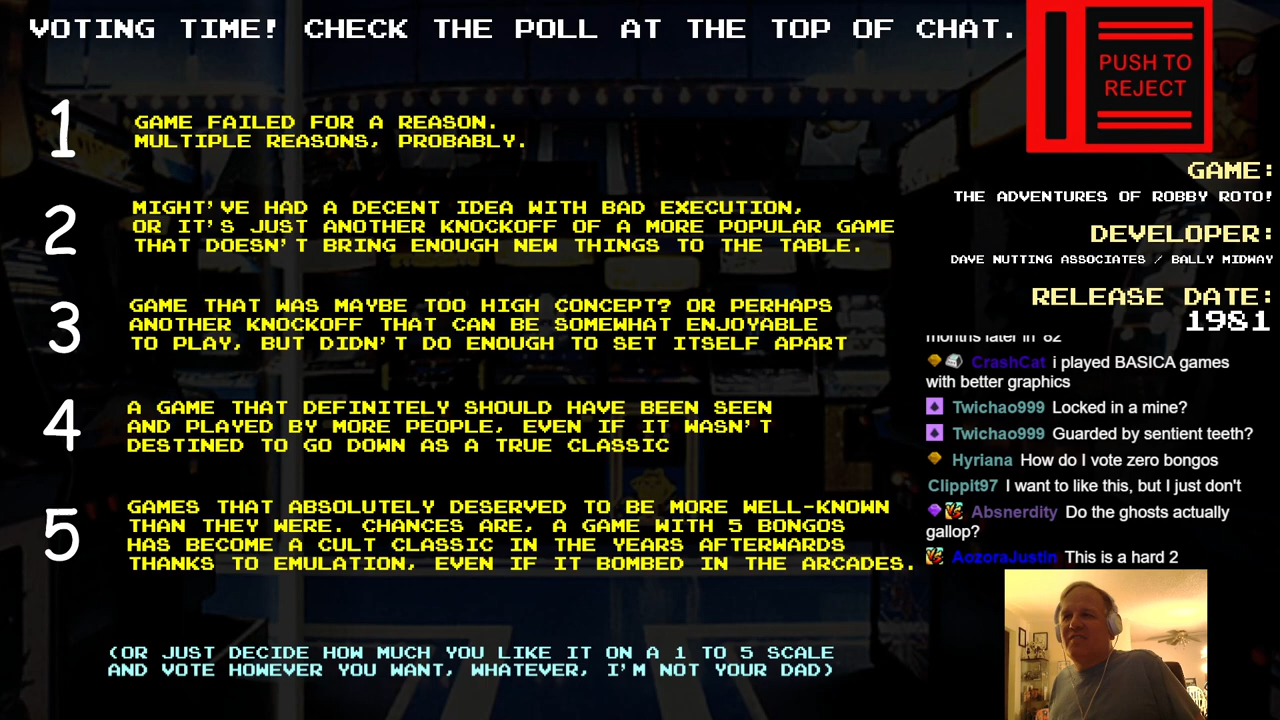 VOTING TIME! CHECK THE POLL AT THE TOP OF CHAT.
PUSH TO
REJECT
1
GAME FAILED FOR A REASON.
MULTIPLE REASONS, PROBABLY.
2
MIGHT'VE HAD A DECENT IDEA WITH BAD EXECUTION,
OR IT'S JUST ANOTHER KNOCKOFF OF A MORE POPULAR GAME
THAT DOESN'T BRING ENOUGH NEW THINGS TO THE TABLE.
3
GAME THAT WAS MAYBE TOO HIGH CONCEPT? OR PERHAPS
ANOTHER KNOCKOFF THAT CAN BE SOMEWHAT ENJOYABLE
TO PLAY, BUT DIDN'T DO ENOUGH TO SET ITSELF APART
4
A GAME THAT DEFINITELY SHOULD HAVE BEEN SEEN
AND PLAYED BY MORE PEOPLE, EVEN IF IT WASN'T
DESTINED TO GO DOWN AS A TRUE CLASSIC
5
GAMES THAT ABSOLUTELY DESERVED TO BE MORE WELL-KNOWN
THAN THEY WERE. CHANCES ARE, A GAME WITH 5 BONGOS
HAS BECOME A CULT CLASSIC IN THE YEARS AFTERWARDS
THANKS TO EMULATION, EVEN IF IT BOMBED IN THE ARCADES.
(OR JUST DECIDE HOW MUCH YOU LIKE IT ON A 1 TO 5 SCALE
AND VOTE HOWEVER YOU WANT, WHATEVER, I'M NOT YOUR DAD)
GAME:
THE ADVENTURES OF ROBBY ROTO!
DEVELOPER:
DAVE NUTTING ASSOCIATES / BALLY MIDWAY
RELEASE DATE:
1981
months later in '82
CrashCat i played BASICA games
with better graphics
Twichao999 Locked in a mine?
Twichao999 Guarded by sentient teeth?
Hyriana How do I vote zero bongos
ClippIt97 I want to like this, but I just don't
Absnerdity Do the ghosts actually
gallop?
AozoraJustin This is a hard 2